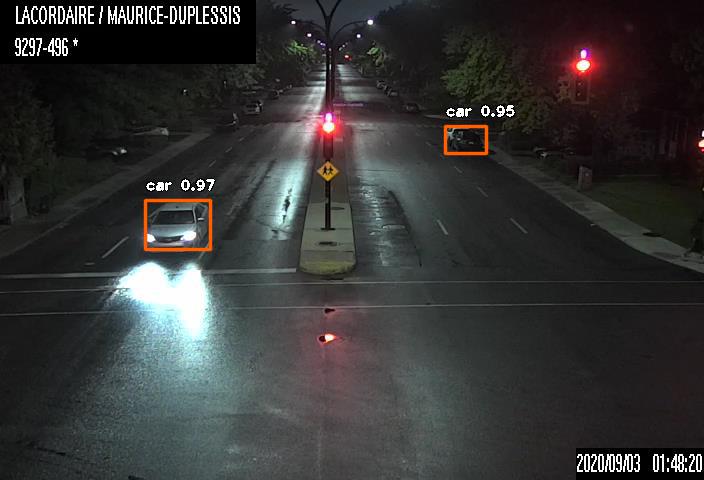 LACORDAIRE / MAURICE-DUPLESSIS
9297-496 *
car 0.95
car 0.97
2020/09/03 01:48:20